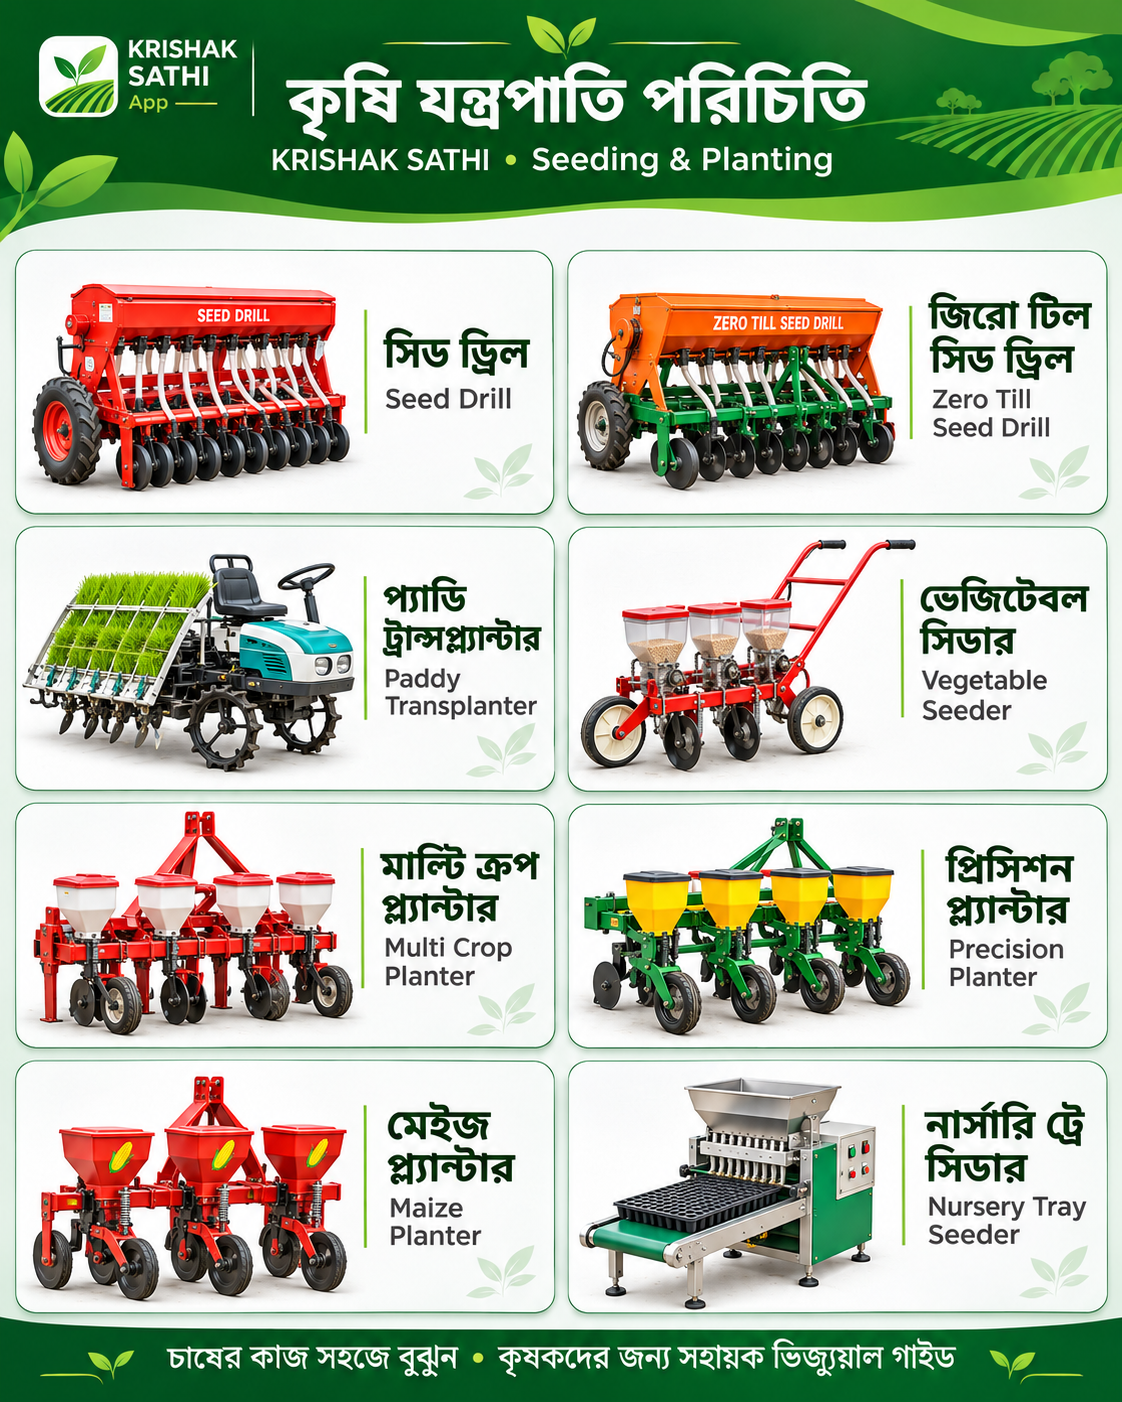 KRISHAK
SATHI
App
কৃষি যন্ত্রপাতি পরিচিতি
KRISHAK SATHI • Seeding & Planting
SEED DRILL
সিড ড্রিল
Seed Drill
ZERO TILL SEED DRILL
জিরো টিল
সিড ড্রিল
Zero Till
Seed Drill
প্যাডি
ট্রান্সপ্ল্যান্টার
Paddy
Transplanter
ভেজিটেবল
সিডার
Vegetable
Seeder
মাল্টি ক্রপ
প্ল্যান্টার
Multi Crop
Planter
প্রিসিশন
প্ল্যান্টার
Precision
Planter
মেইজ
প্ল্যান্টার
Maize
Planter
নার্সারি ট্রে
সিডার
Nursery Tray
Seeder
চাষের কাজ সহজে বুঝুন • কৃষকদের জন্য সহায়ক ভিজ্যুয়াল গাইড